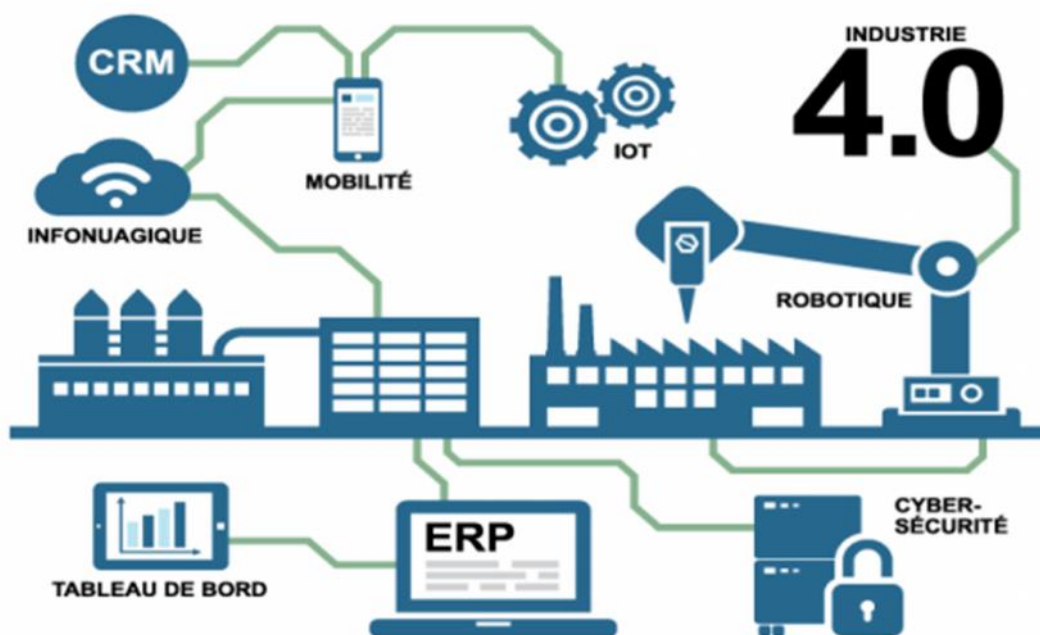 CRM
INDUSTRIE
4.0
MOBILITÉ
IOT
INFONUAGIQUE
ROBOTIQUE
ERP
CYBER-
SÉCURITÉ
TABLEAU DE BORD